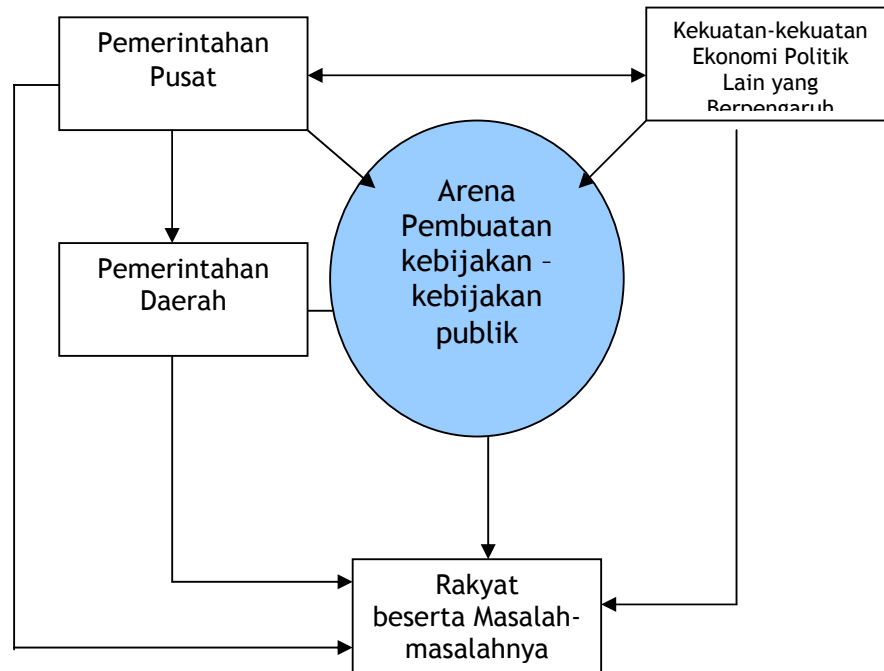 Pemerintahan
Pusat
Kekuatan-kekuatan
Ekonomi Politik
Lain yang
Berpengaruh
Arena
Pembuatan
kebijakan –
kebijakan
publik
Pemerintahan
Daerah
Rakyat
beserta Masalah-
masalahnya